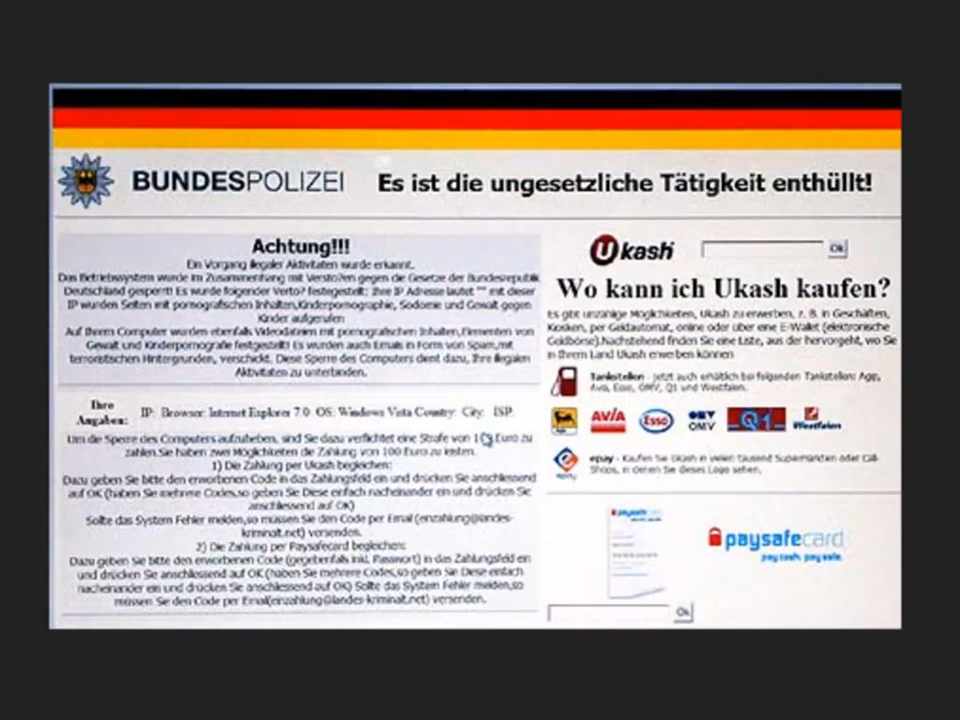 BUNDESPOLIZEI
Es ist die ungesetzliche Tätigkeit enthüllt!
Achtung!!!
Ein Vorgang illegaler Aktivitäten wurde erkannt.
Das Betriebssystem wurde im Zusammenhang mit Verstoßen gegen die Gesetze der Bundesrepublik
Deutschland gesperrt! Es wurde folgender Verto? festegestellt: Ihre IP Adresse lautet "" mit dieser
IP wurden Seiten mit pornografischen Inhalten,Kinderpornographie, Sodomie und Gewalt gegen
Kinder aufgerufen
Auf Ihrem Computer wurden ebenfalls Videodateien mit pornografischen Inhalten,Elementen von
Gewalt und Kinderpornografie festgestellt! Es wurden auch Emails in Form von Spam,mit
terroristischen Hintergrunden, verschickt. Diese Sperre des Computers dient dazu, Ihre illegalen
Aktivitäten zu unterbinden.
Ihre
Angaben:
IP: Browser: Internet Explorer 7.0 OS: Windows Vista Country: City: ISP:
Um die Sperre des Computers aufzuheben, sind Sie dazu verflichtet eine Strafe von Euro zu
zahlen.Sie haben zwei Möglichkeiten die Zahlung von 100 Euro zu leisten.
1) Die Zahlung per Ukash begleichen:
Dazu geben Sie bitte den erworbenen Code in das Zahlungsfeld ein und drücken Sie anschlessend
auf OK (haben Sie mehrere Codes,so geben Sie Diese einfach nacheinander ein und drücken Sie
anschlessend auf OK)
Sollte das System Fehler melden,so müssen Sie den Code per Email (einzahlung@landes-
kriminalt.net) versenden.
2) Die Zahlung per Paysafecard begleichen:
Dazu geben Sie bitte den erworbenen Code (gegebenfals inkl. Passwort) in das Zahlungsfeld ein
und drücken Sie anschlessend auf OK (haben Sie mehrere Codes,so geben Sie Diese einfach
nacheinander ein und drücken Sie anschlessend auf OK) Sollte das System Fehler melden,so
müssen Sie den Code per Email(einzahlung@landes-kriminalt.net) versenden.
Ukash
Ok
Wo kann ich Ukash kaufen?
Es gibt unzählige Möglichkeiten, Ukash zu erwerben, z. B. in Geschäften,
Kiosken, per Geldautomat, online oder über eine E-Wallet (elektronische
Geldbörse).Nachstehend finden Sie eine Liste, aus der hervorgeht, wo Sie
in Ihrem Land Ukash erwerben können
Tankstellen - jetzt auch erhältlich bei folgenden Tankstellen: Agip,
Avia, Esso, OMV, Q1 und Westfalen.
Agip
AVIA
Esso
OMV
OMV
Q1
Westfalen
epay - Kaufen Sie Ukash in vielen tausend Supermärkten oder Call-
Shops, in denen Sie dieses Logo sehen.
epay
paysafecard
paysafecard
pay cash. pay safe.
Ok